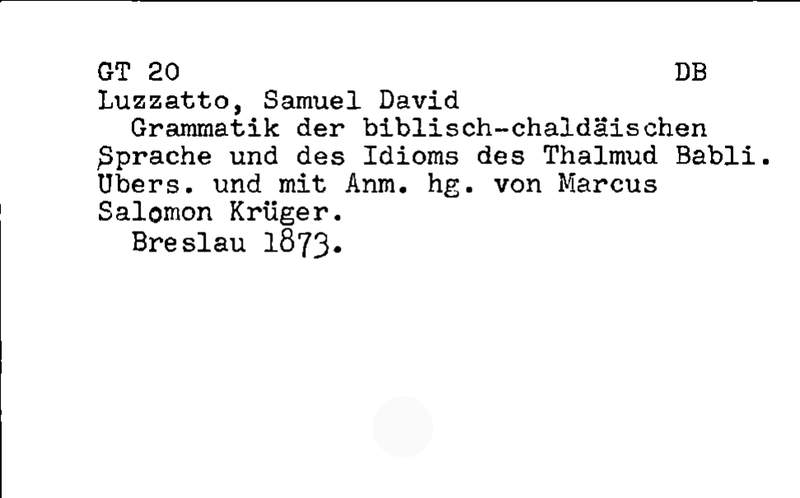 GT 20 DB
Luzzatto, Samuel David
Grammatik der biblisch-chaldäischen
Sprache und des Idioms des Thalmud Babli.
Übers. und mit Anm. hg. von Marcus
Salomon Krüger.
Breslau 1873.